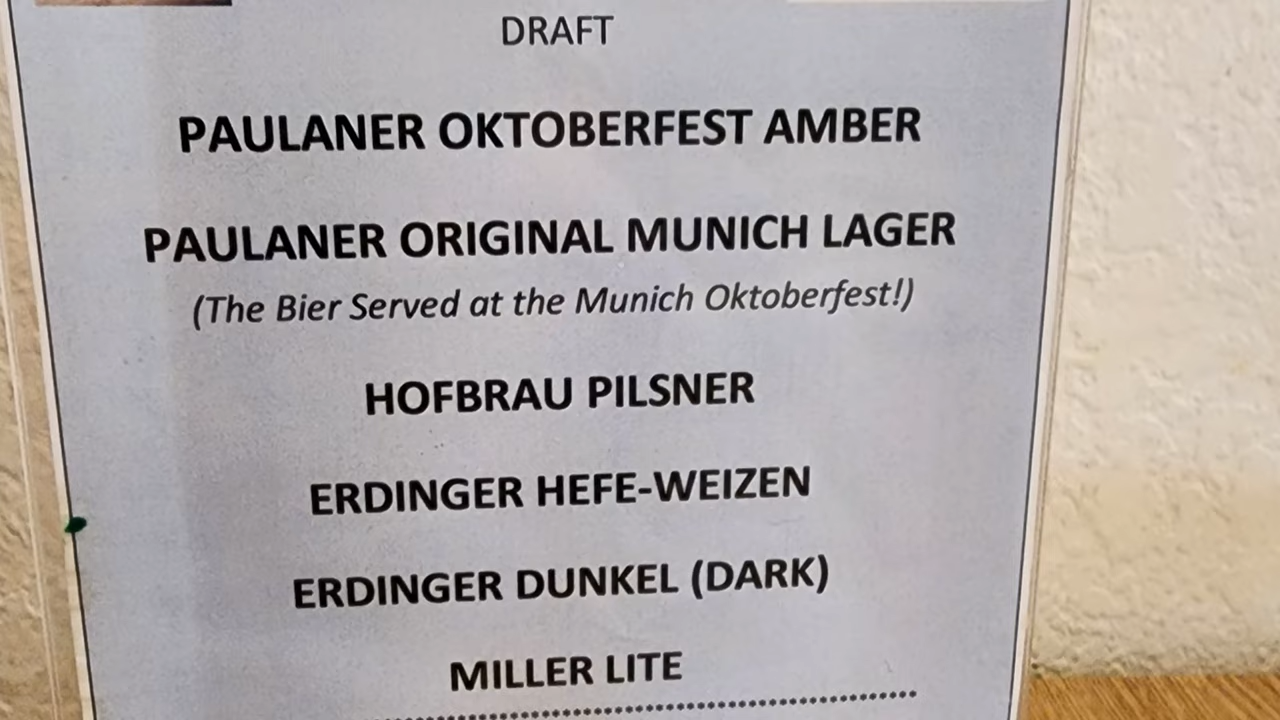 DRAFT
PAULANER OKTOBERFEST AMBER
PAULANER ORIGINAL MUNICH LAGER
(The Bier Served at the Munich Oktoberfest!)
HOFBRAU PILSNER
ERDINGER HEFE-WEIZEN
ERDINGER DUNKEL (DARK)
MILLER LITE